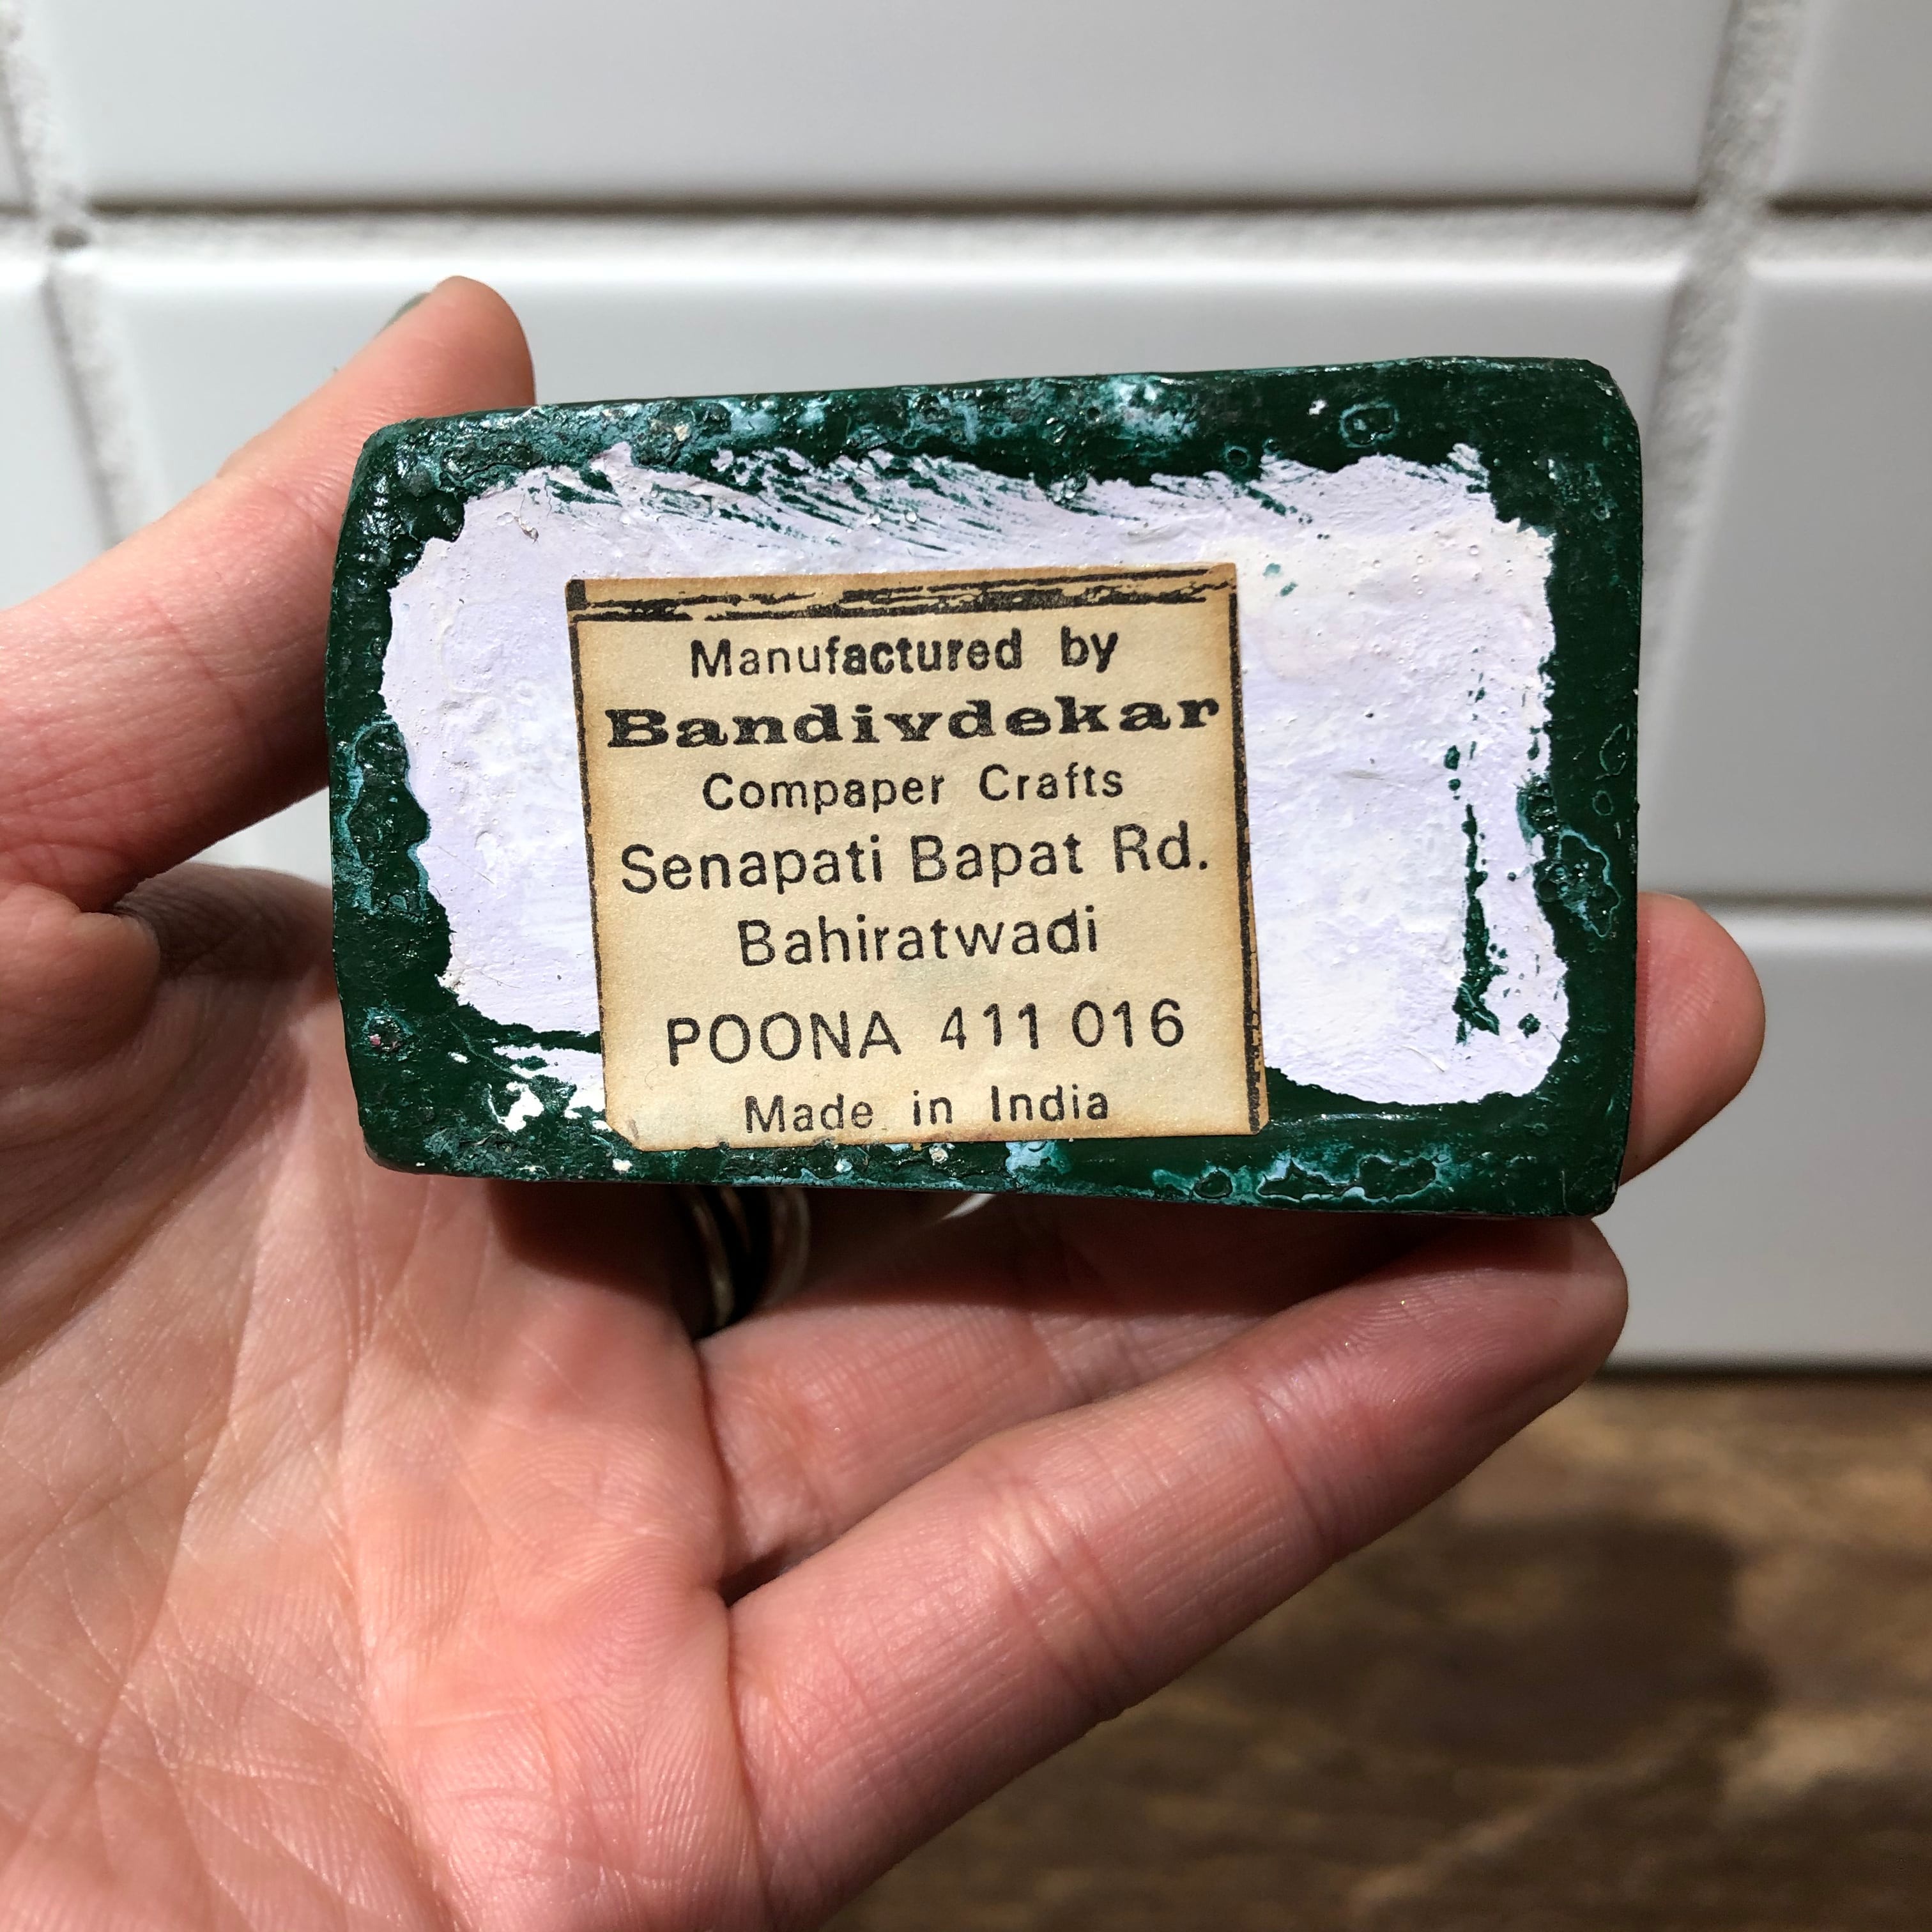 Manufactured by
Bandivdekar
Compaper Crafts
Senapati Bapat Rd.
Bahiratwadi
POONA 411 016
Made in India